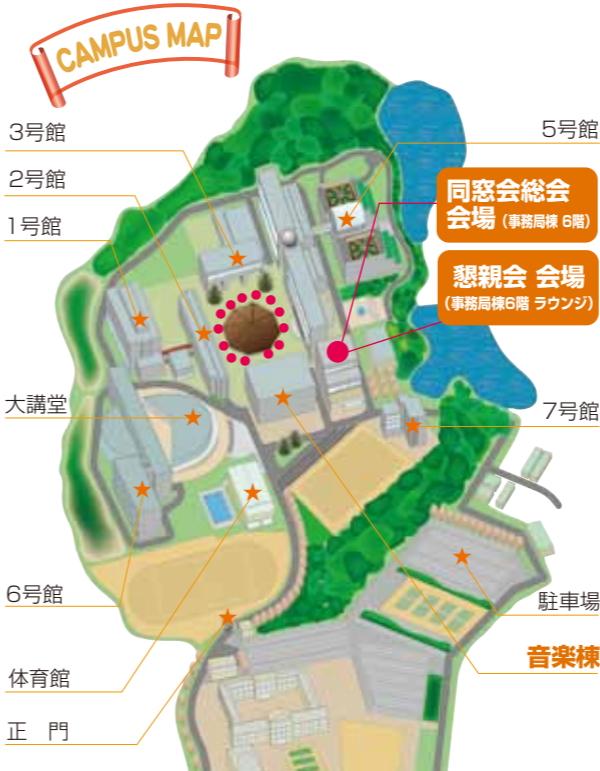 CAMPUS MAP
3号館
2号館
1号館
大講堂
6号館
体育館
正　門
5号館
同窓会総会
会場（事務局棟 6階）
懇親会 会場
（事務局棟6階 ラウンジ）
7号館
駐車場
音楽棟